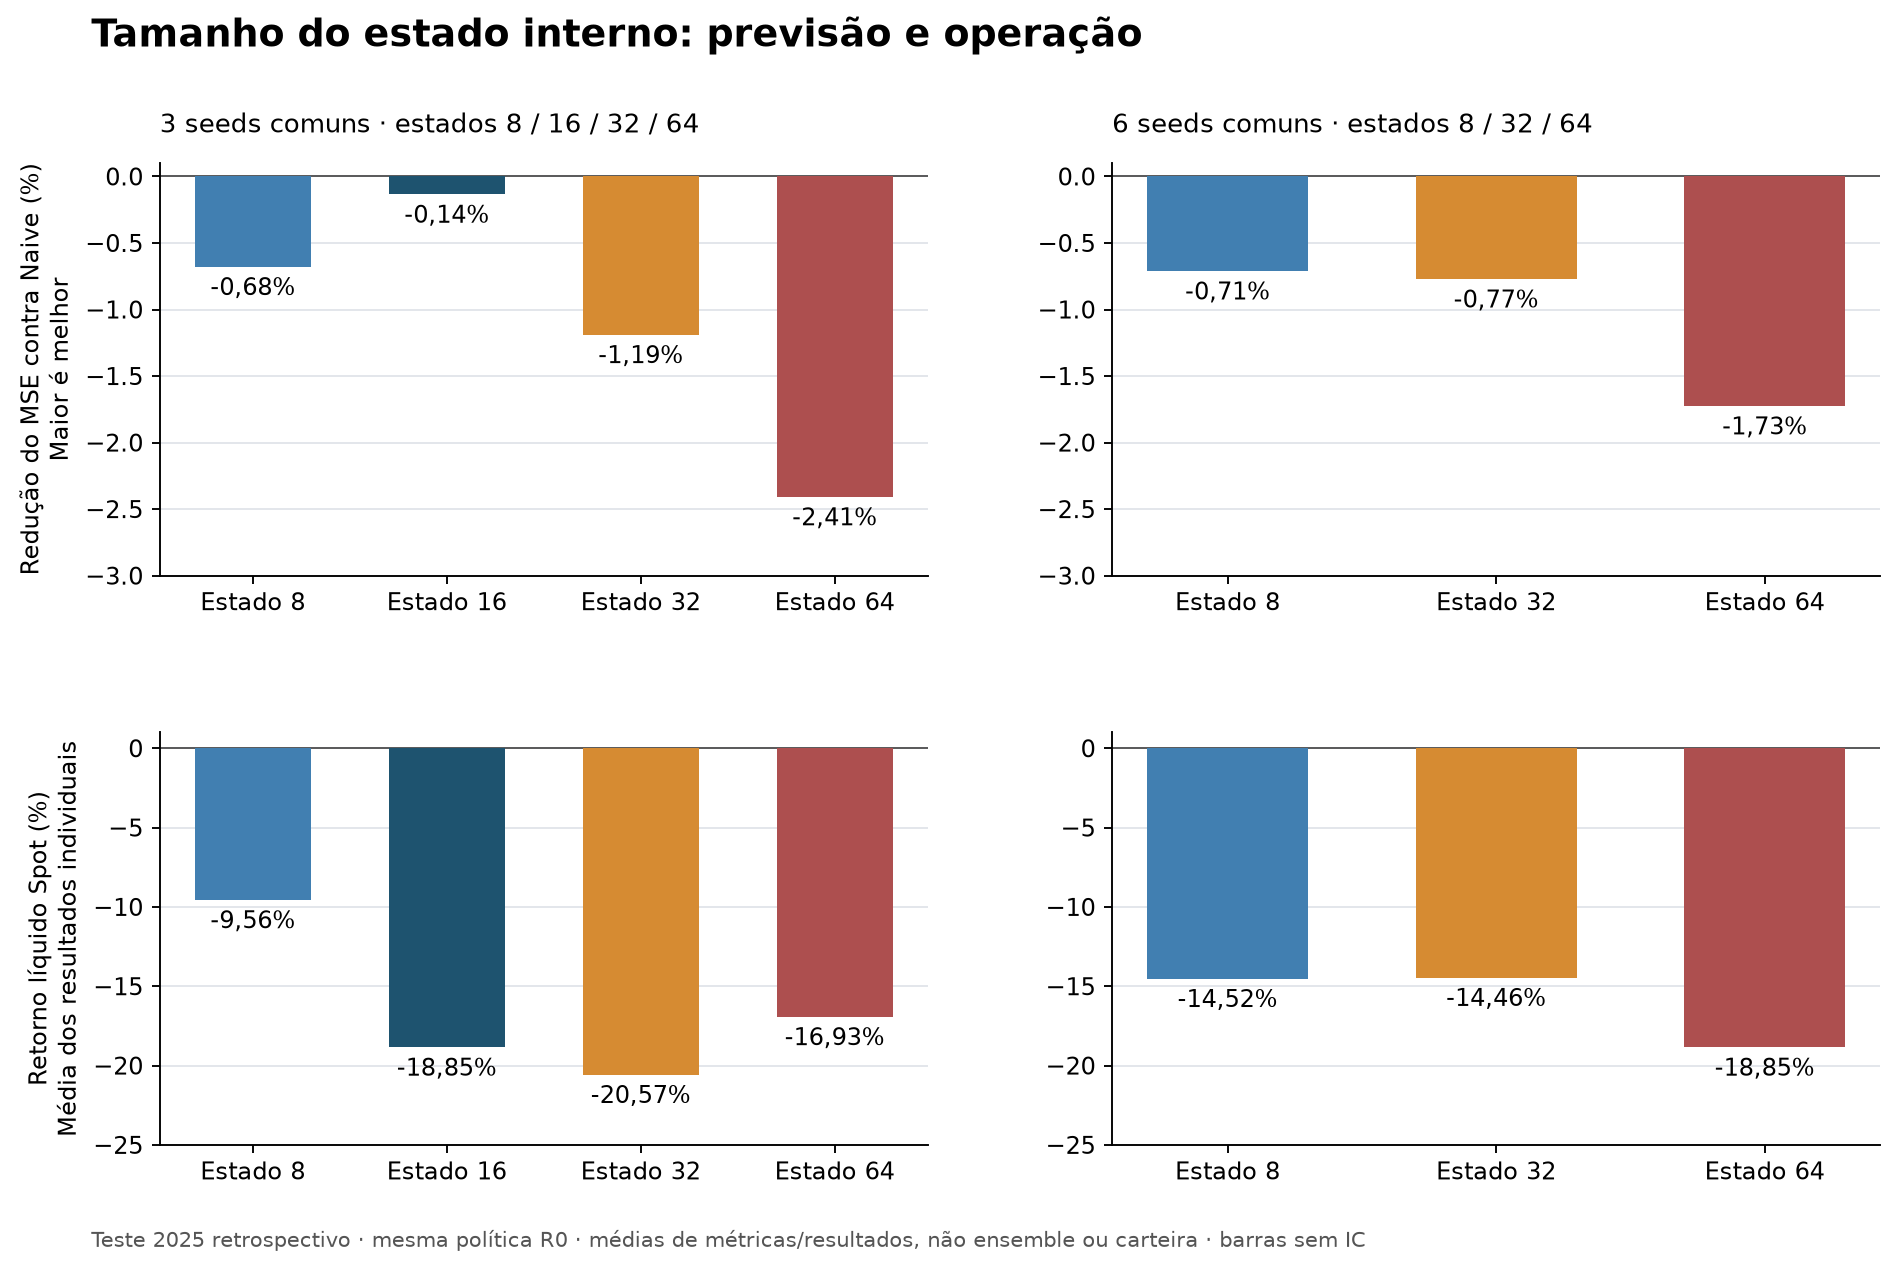 Tamanho do estado interno: previsão e operação
3 seeds comuns · estados 8 / 16 / 32 / 64
Redução do MSE contra Naive (%)
Maior é melhor
0.0
−0.5
−1.0
−1.5
−2.0
−2.5
−3.0
-0,68%
-0,14%
-1,19%
-2,41%
Estado 8
Estado 16
Estado 32
Estado 64
6 seeds comuns · estados 8 / 32 / 64
0.0
−0.5
−1.0
−1.5
−2.0
−2.5
−3.0
-0,71%
-0,77%
-1,73%
Estado 8
Estado 32
Estado 64
Retorno líquido Spot (%)
Média dos resultados individuais
0
−5
−10
−15
−20
−25
-9,56%
-18,85%
-20,57%
-16,93%
Estado 8
Estado 16
Estado 32
Estado 64
0
−5
−10
−15
−20
−25
-14,52%
-14,46%
-18,85%
Estado 8
Estado 32
Estado 64
Teste 2025 retrospectivo · mesma política R0 · médias de métricas/resultados, não ensemble ou carteira · barras sem IC